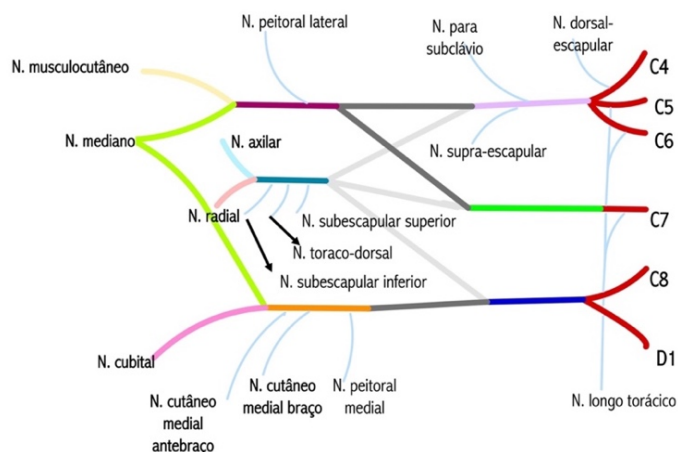 N. peitoral lateral
N. para
subclávio
N. dorsal-
escapular
N. musculocutâneo
C4
C5
N. mediano
N. axilar
C6
N. supra-escapular
N. radial
N. subescapular superior
C7
N. toraco-dorsal
N. subescapular inferior
C8
N. cubital
D1
N. cutâneo
medial
antebraço
N. cutâneo
medial braço
N. peitoral
medial
N. longo torácico